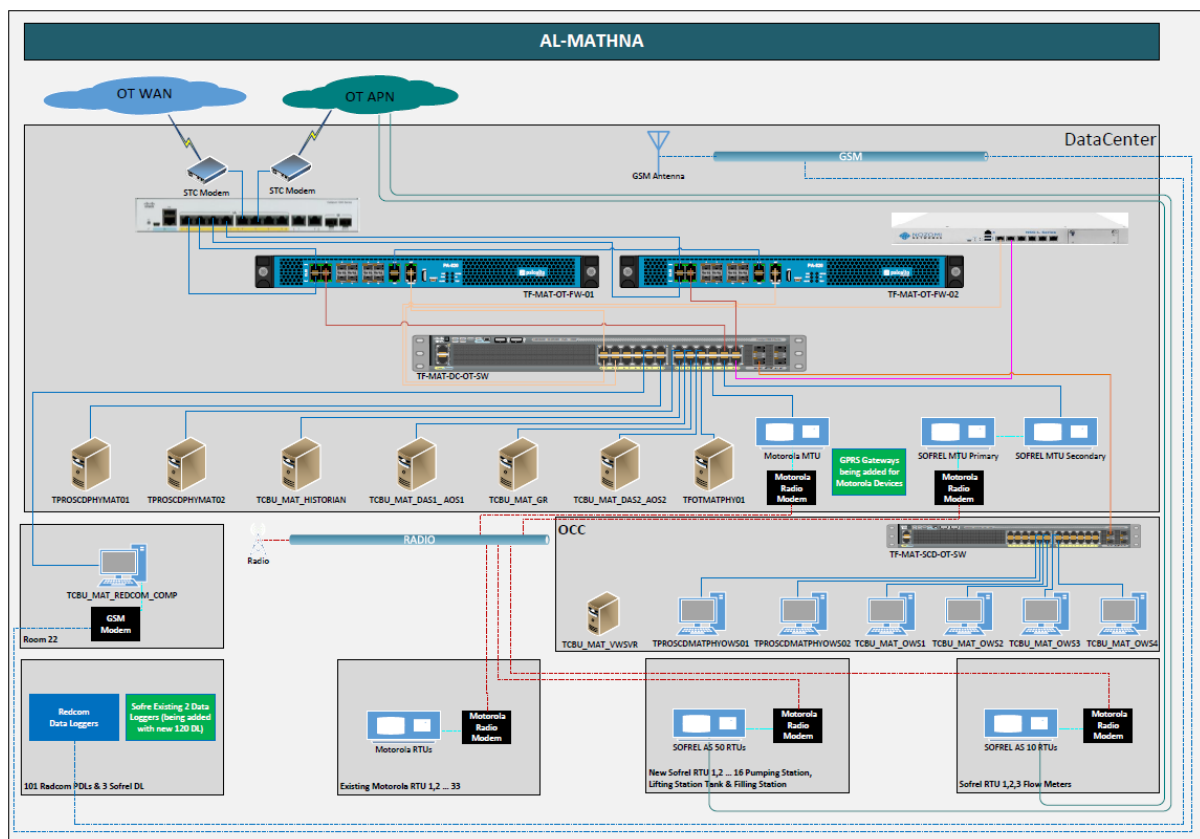 AL-MATHNA
OT WAN
OT APN
DataCenter
GSM
GSM Antenna
STC Modem
STC Modem
NOZOMI
NETWORKS
paloalto
paloalto
TF-MAT-OT-FW-01
TF-MAT-OT-FW-02
TF-MAT-DC-OT-SW
TPROSCDPHYMAT01
TPROSCDPHYMAT02
TCBU_MAT_HISTORIAN
TCBU_MAT_DAS1_AOS1
TCBU_MAT_GR
TCBU_MAT_DAS2_AOS2
TFOTMATPHY01
Motorola MTU
SOFREL MTU Primary
SOFREL MTU Secondary
GPRS Gateways
being added for
Motorola Devices
Motorola
Radio
Modem
Motorola
Radio
Modem
OCC
TF-MAT-SCD-OT-SW
RADIO
Radio
TCBU_MAT_REDCOM_COMP
GSM
Modem
Room 22
TCBU_MAT_VWSVR
TPROSCDMATPHYOWS01
TPROSCDMATPHYOWS02
TCBU_MAT_OWS1
TCBU_MAT_OWS2
TCBU_MAT_OWS3
TCBU_MAT_OWS4
Redcom
Data Loggers
Sofre Existing 2 Data
Loggers (being added
with new 120 DL)
101 Radcom PDLs & 3 Sofrel DL
Motorola RTUs
Motorola
Radio
Modem
Existing Motorola RTU 1,2 ... 33
SOFREL AS 50 RTUs
Motorola
Radio
Modem
New Sofrel RTU 1,2 ... 16 Pumping Station,
Lifting Station Tank & Filling Station
SOFREL AS 10 RTUs
Motorola
Radio
Modem
Sofrel RTU 1,2,3 Flow Meters